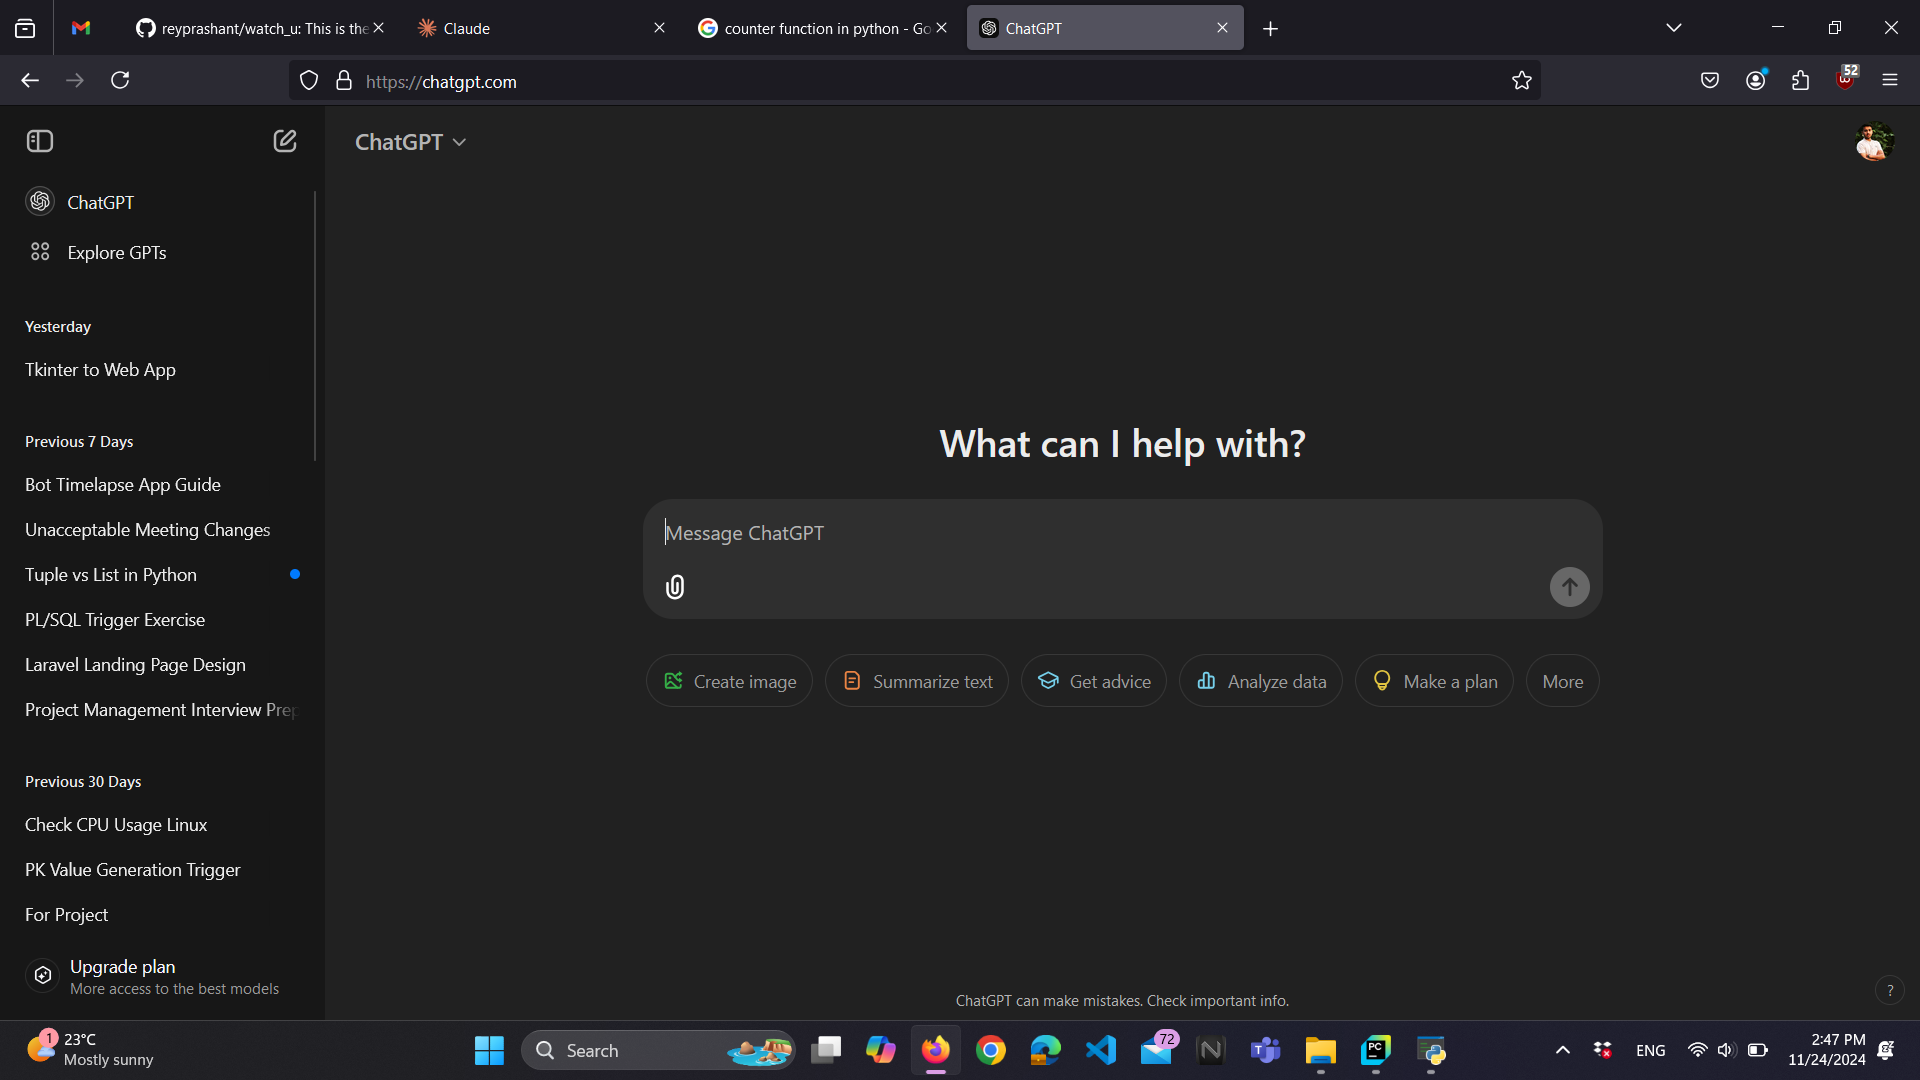 reyprashant/watch_u: This is the
Claude
counter function in python - Go
ChatGPT
https://chatgpt.com
52
ChatGPT
ChatGPT
Explore GPTs
Yesterday
Tkinter to Web App
Previous 7 Days
Bot Timelapse App Guide
Unacceptable Meeting Changes
Tuple vs List in Python
PL/SQL Trigger Exercise
Laravel Landing Page Design
Project Management Interview Prep
Previous 30 Days
Check CPU Usage Linux
PK Value Generation Trigger
For Project
Upgrade plan
More access to the best models
What can I help with?
Message ChatGPT
Create image
Summarize text
Get advice
Analyze data
Make a plan
More
ChatGPT can make mistakes. Check important info.
?
1
23°C
Mostly sunny
Search
72
N
T
PC
ENG
2:47 PM
11/24/2024